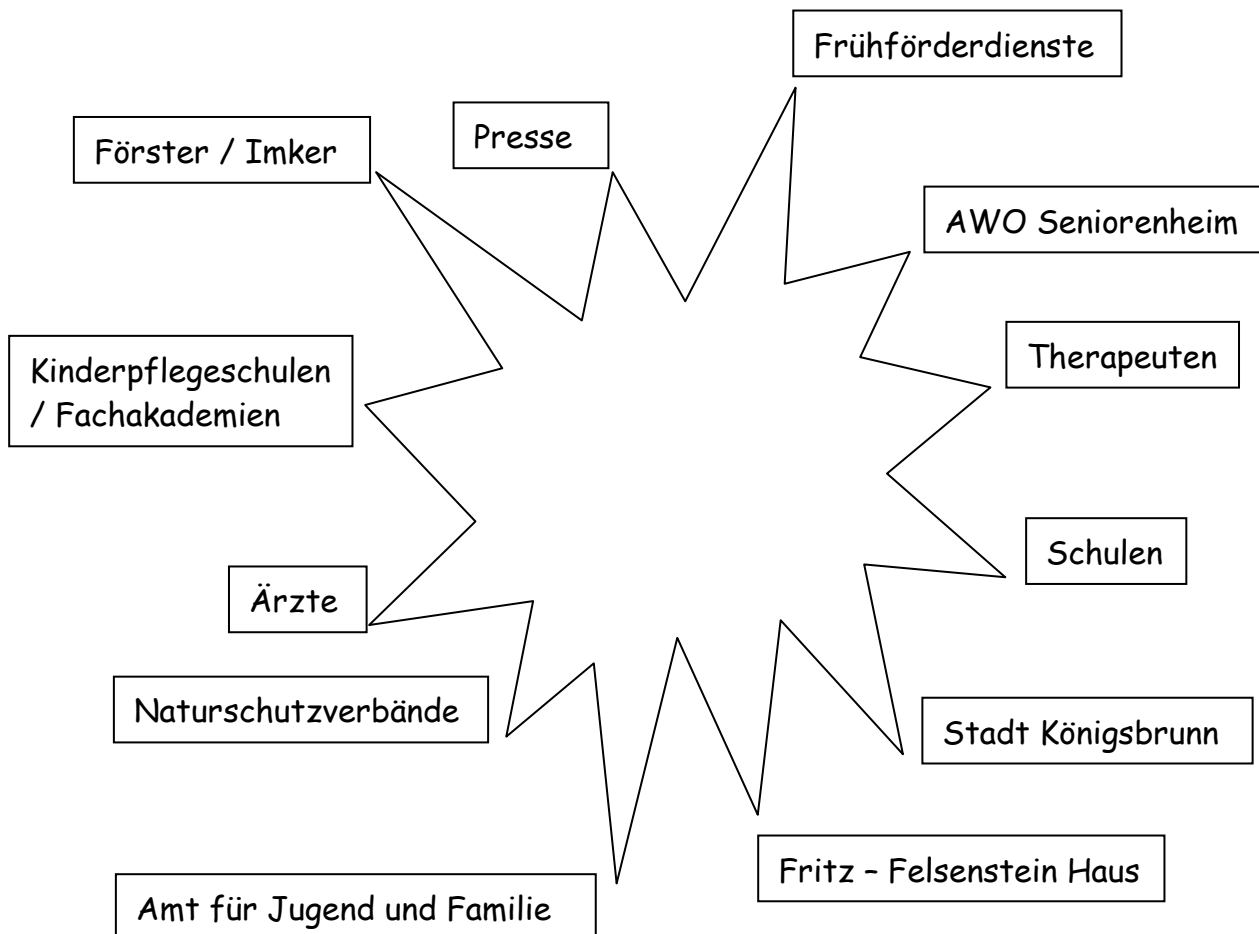 Frühförderdienste
Presse
Förster / Imker
AWO Seniorenheim
Therapeuten
Kinderpflegeschulen
/ Fachakademien
Schulen
Ärzte
Naturschutzverbände
Stadt Königsbrunn
Fritz – Felsenstein Haus
Amt für Jugend und Familie